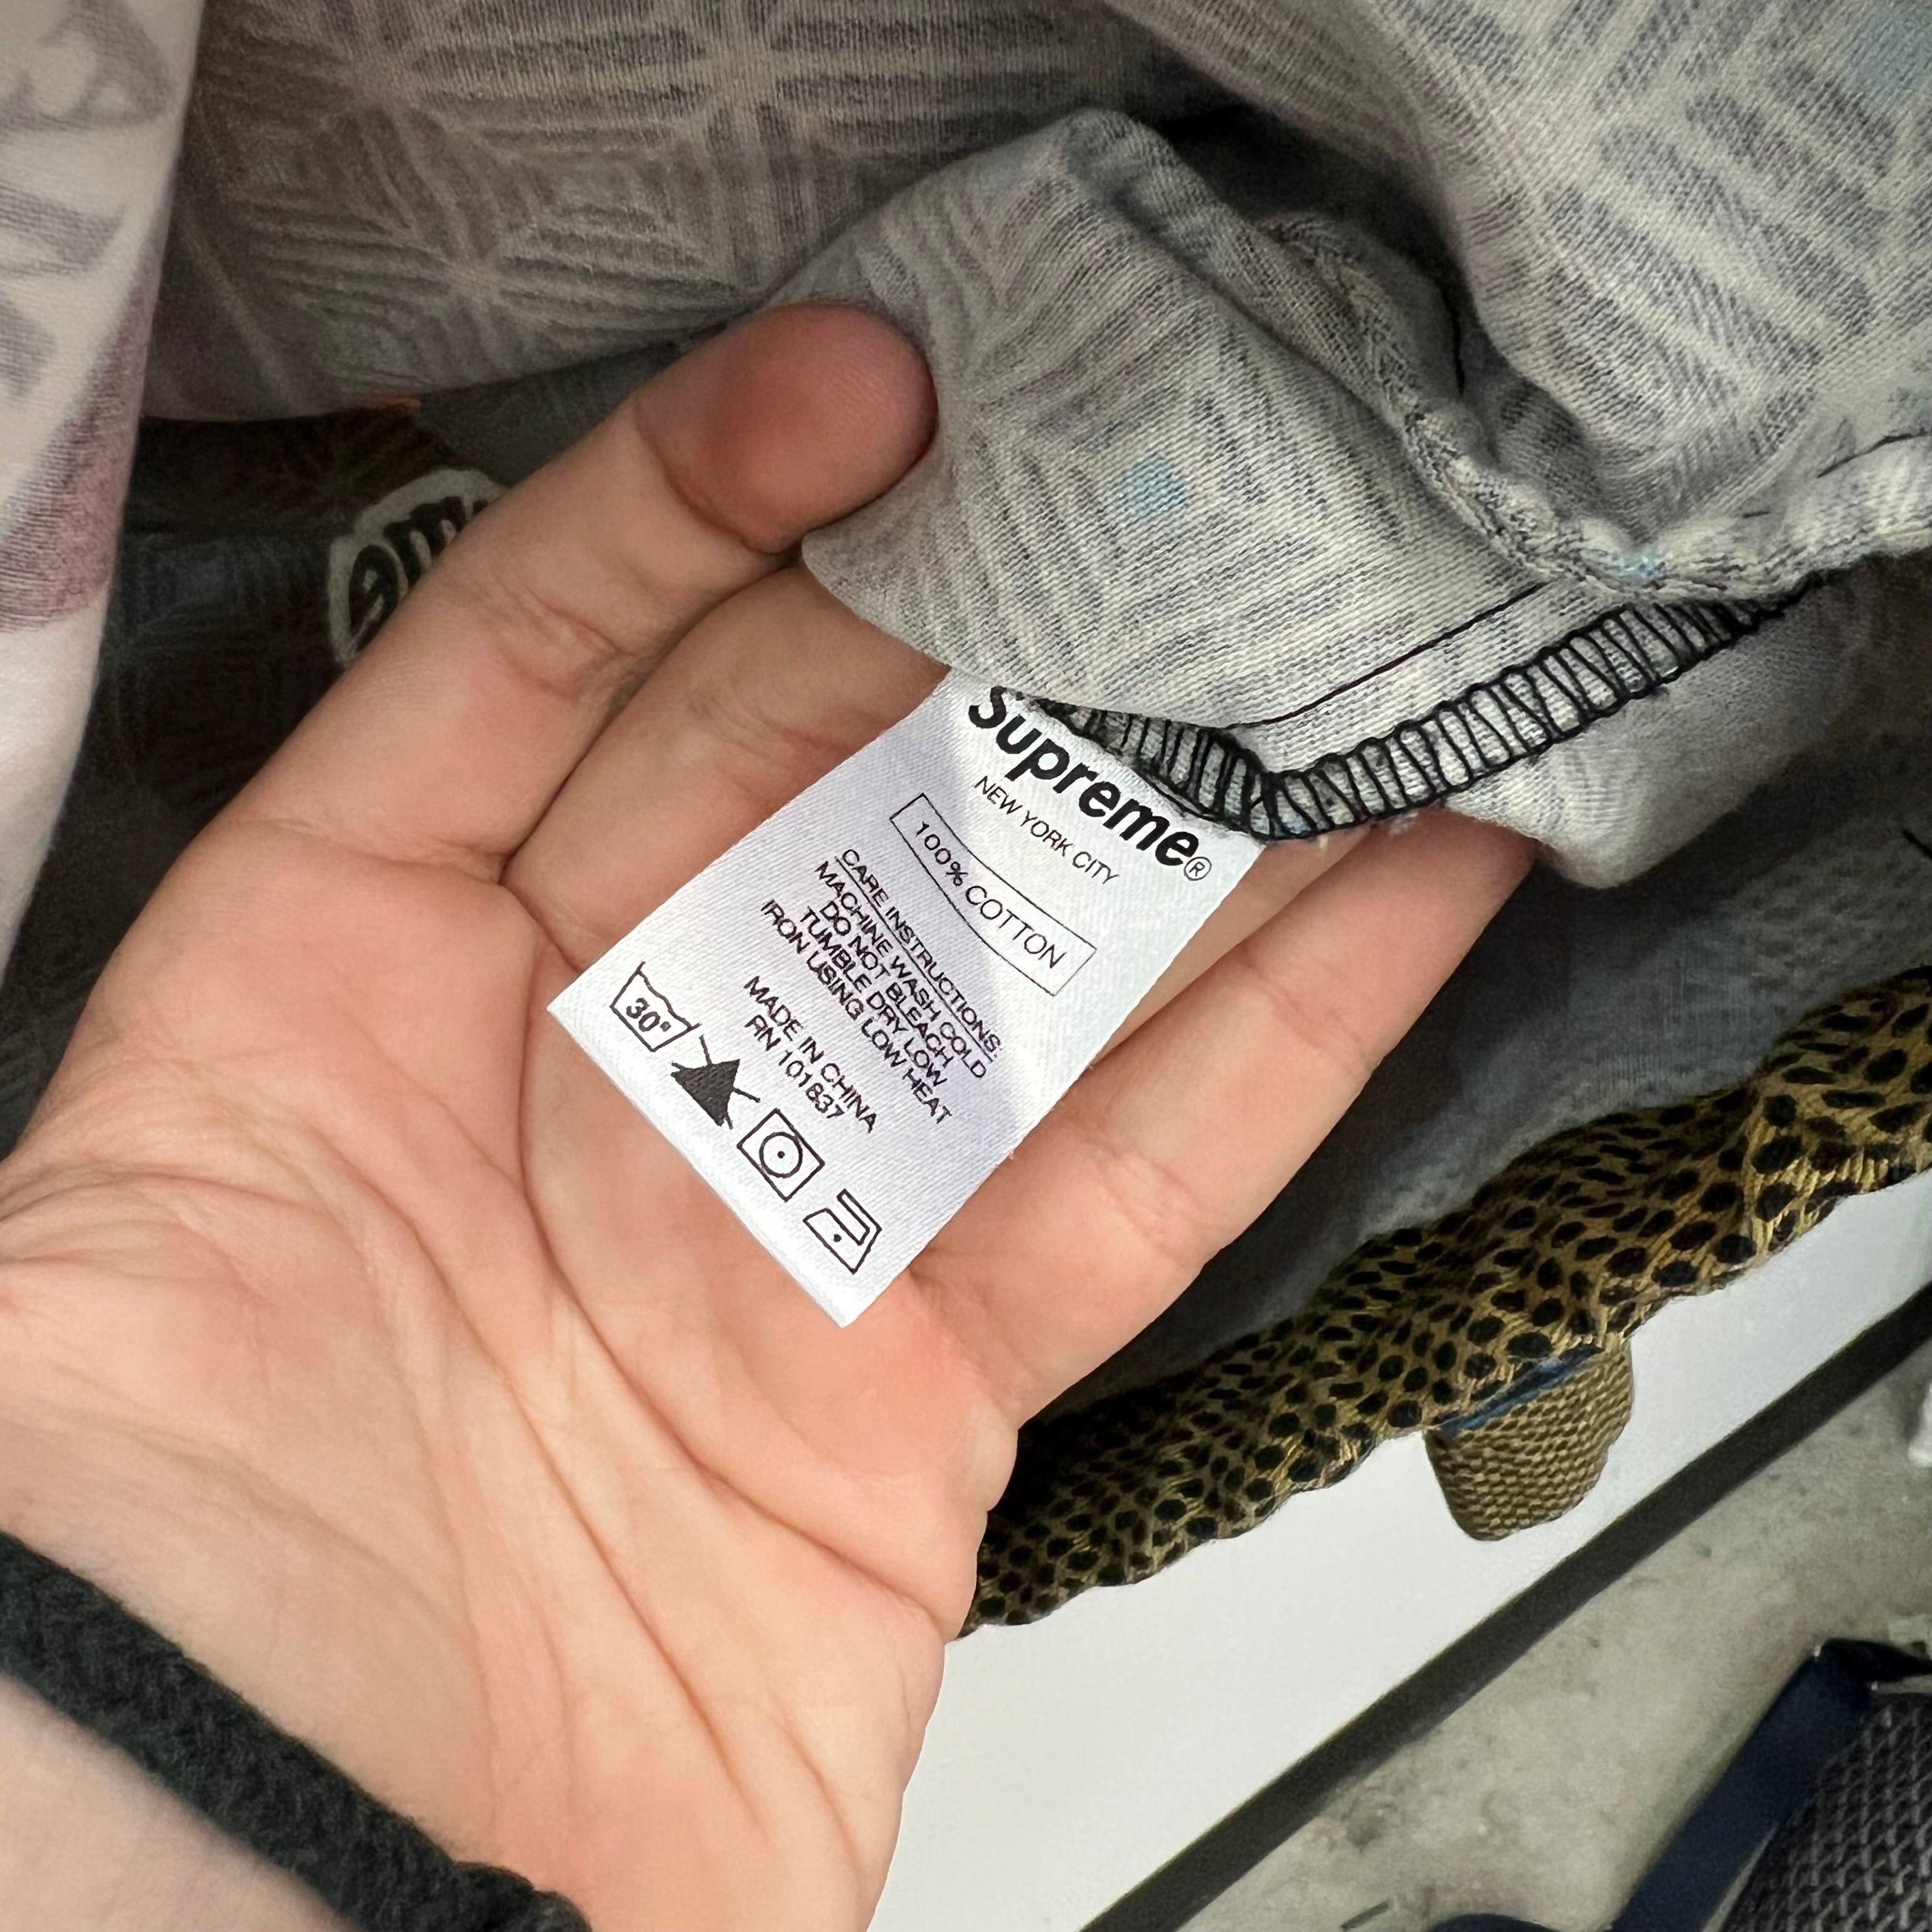 Supreme®
NEW YORK CITY
100% COTTON
CARE INSTRUCTIONS:
MACHINE WASH COLD
DO NOT BLEACH
TUMBLE DRY LOW
IRON USING LOW HEAT
MADE IN CHINA
RN 101837
30°